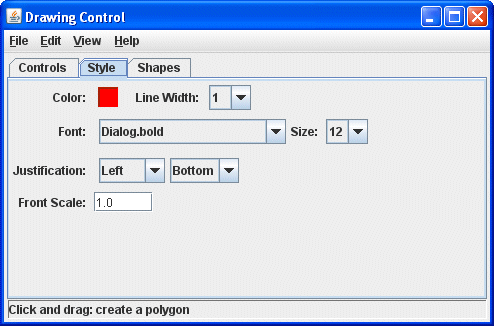 Drawing Control
File Edit View Help
Controls Style Shapes
Color: Line Width: 1
Font: Dialog.bold Size: 12
Justification: Left Bottom
Front Scale: 1.0
Click and drag: create a polygon